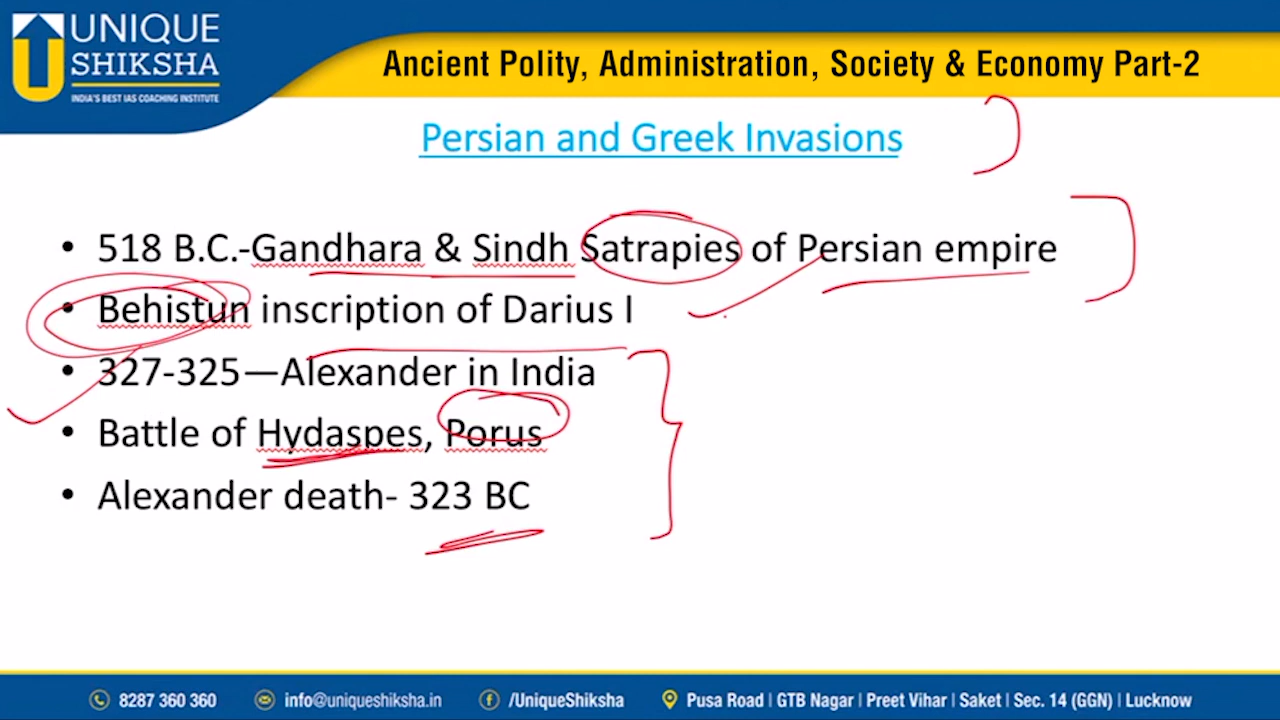 UNIQUE
SHIKSHA
INDIA'S BEST IAS COACHING INSTITUTE
Ancient Polity, Administration, Society & Economy Part-2
Persian and Greek Invasions
• 518 B.C.-Gandhara & Sindh Satrapies of Persian empire
• Behistun inscription of Darius I
• 327-325—Alexander in India
• Battle of Hydaspes, Porus
• Alexander death- 323 BC
8287 360 360 info@uniqueshiksha.in /UniqueShiksha Pusa Road | GTB Nagar | Preet Vihar | Saket | Sec. 14 (GGN) | Lucknow